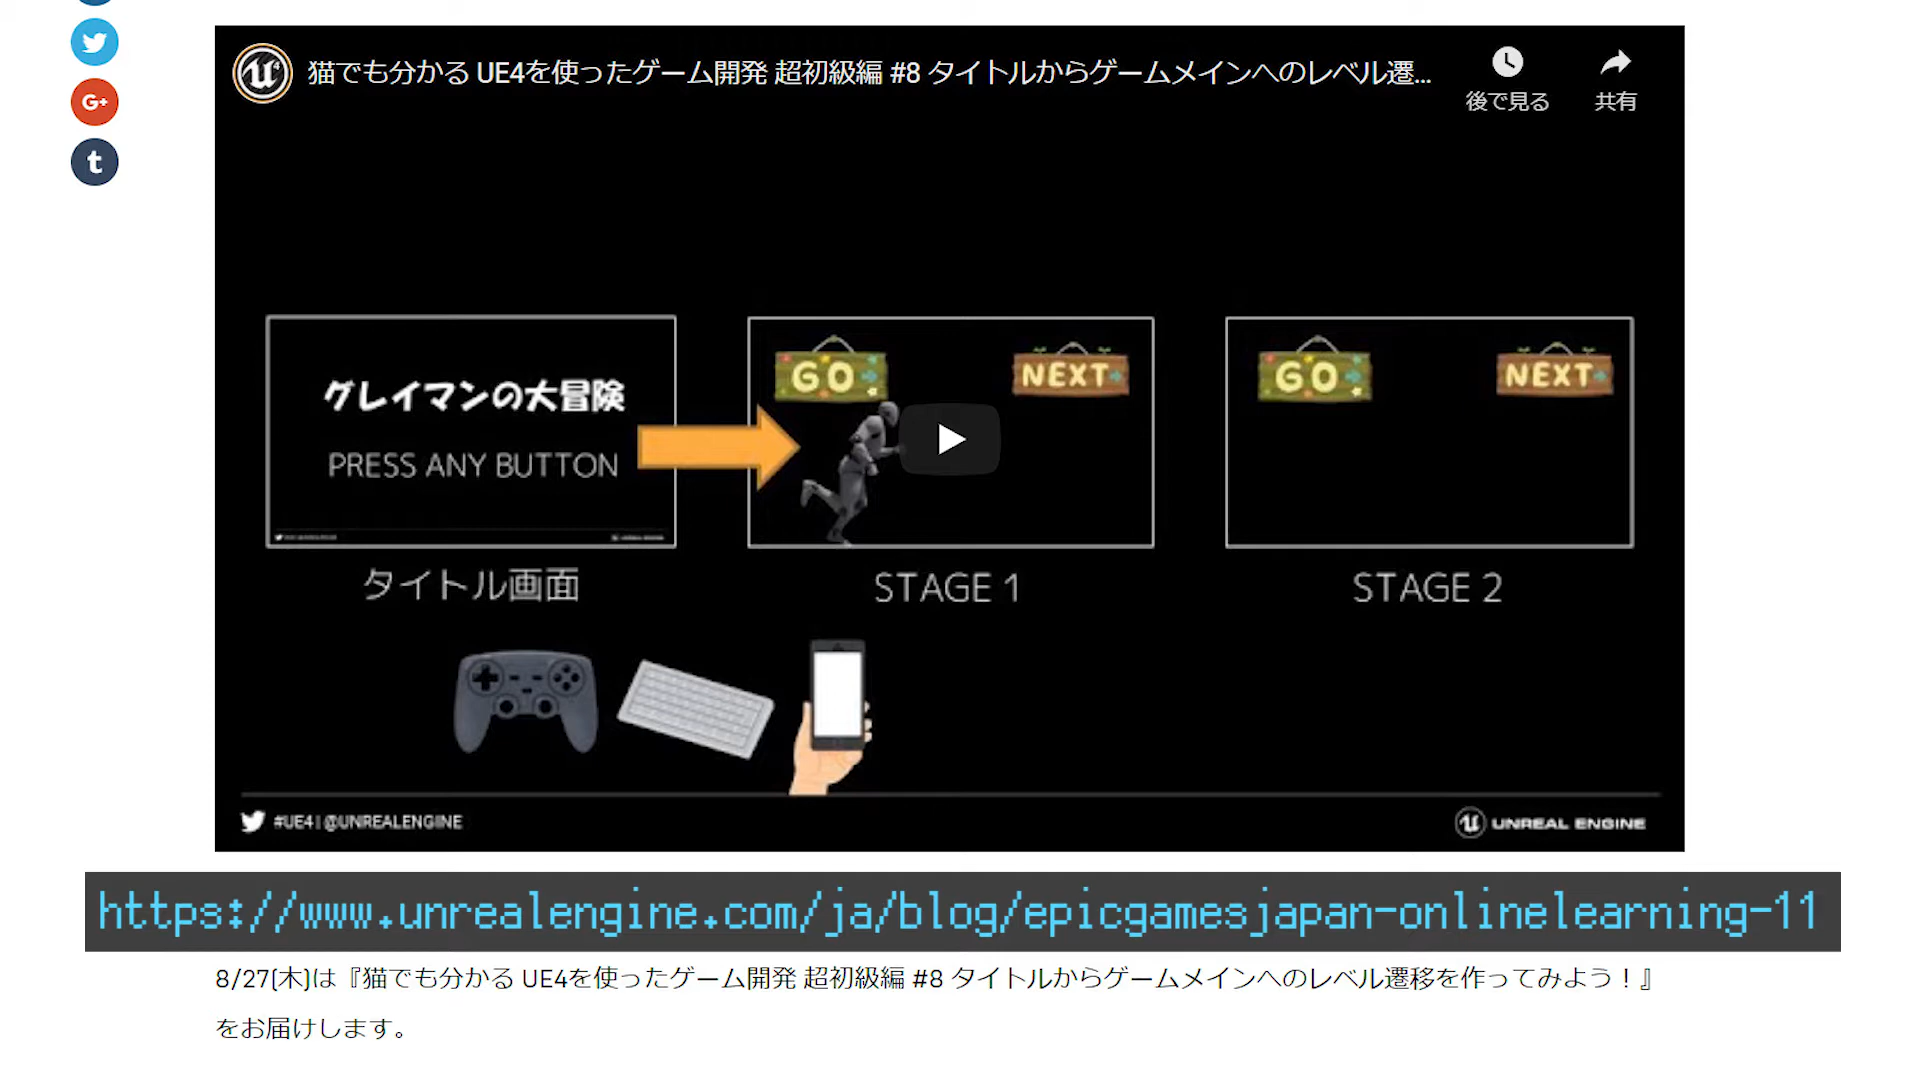 猫でも分かる UE4を使ったゲーム開発 超初級編 #8 タイトルからゲームメインへのレベル遷...
後で見る
共有
G+
t
グレイマンの大冒険
PRESS ANY BUTTON
GO
NEXT
GO
NEXT
タイトル画面
STAGE 1
STAGE 2
#UE4 | @UNREALENGINE
UNREAL ENGINE
https://www.unrealengine.com/ja/blog/epicgamesjapan-onlinelearning-11
8/27(木)は『猫でも分かる UE4を使ったゲーム開発 超初級編 #8 タイトルからゲームメインへのレベル遷移を作ってみよう！』
をお届けします。